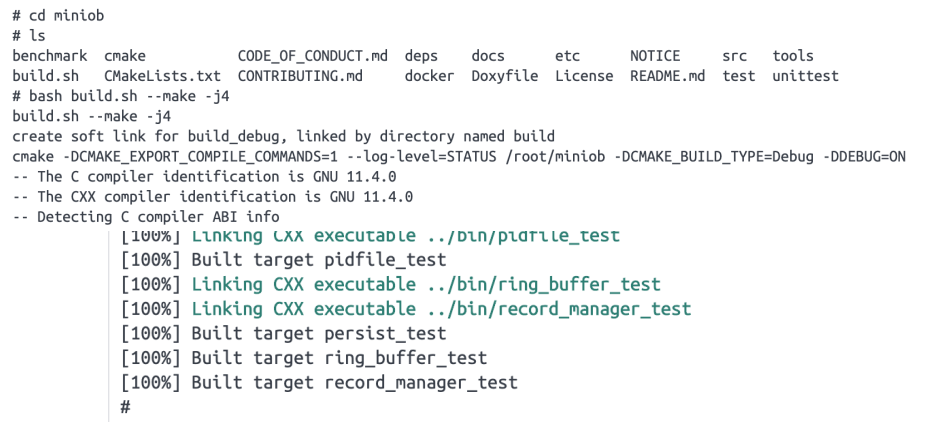 # cd miniob
# ls
benchmark  cmake           CODE_OF_CONDUCT.md  deps    docs      etc      NOTICE     src   tools
build.sh   CMakeLists.txt  CONTRIBUTING.md     docker  Doxyfile  License  README.md  test  unittest
# bash build.sh --make -j4
build.sh --make -j4
create soft link for build_debug, linked by directory named build
cmake -DCMAKE_EXPORT_COMPILE_COMMANDS=1 --log-level=STATUS /root/miniob -DCMAKE_BUILD_TYPE=Debug -DDEBUG=ON
-- The C compiler identification is GNU 11.4.0
-- The CXX compiler identification is GNU 11.4.0
-- Detecting C compiler ABI info
[100%] Linking CXX executable ../bin/pidfile_test
[100%] Built target pidfile_test
[100%] Linking CXX executable ../bin/ring_buffer_test
[100%] Linking CXX executable ../bin/record_manager_test
[100%] Built target persist_test
[100%] Built target ring_buffer_test
[100%] Built target record_manager_test
#